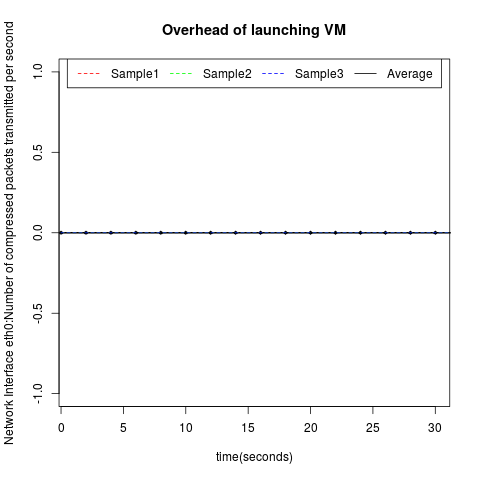 Overhead of launching VM
Network Interface eth0:Number of compressed packets transmitted per second
Sample1 Sample2 Sample3 Average
1.0
0.5
0.0
-0.5
-1.0
0 5 10 15 20 25 30
time(seconds)